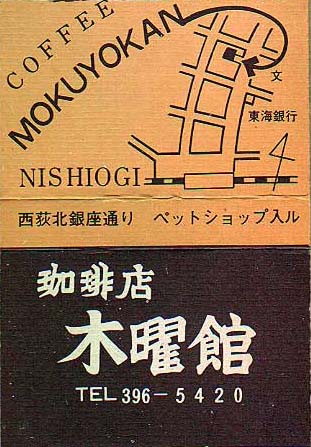 COFFEE
MOKUYOKAN
文
東海銀行
NISHIOGI
西荻北銀座通り ペットショップ入ル
珈琲店
木曜館
TEL 396-5420